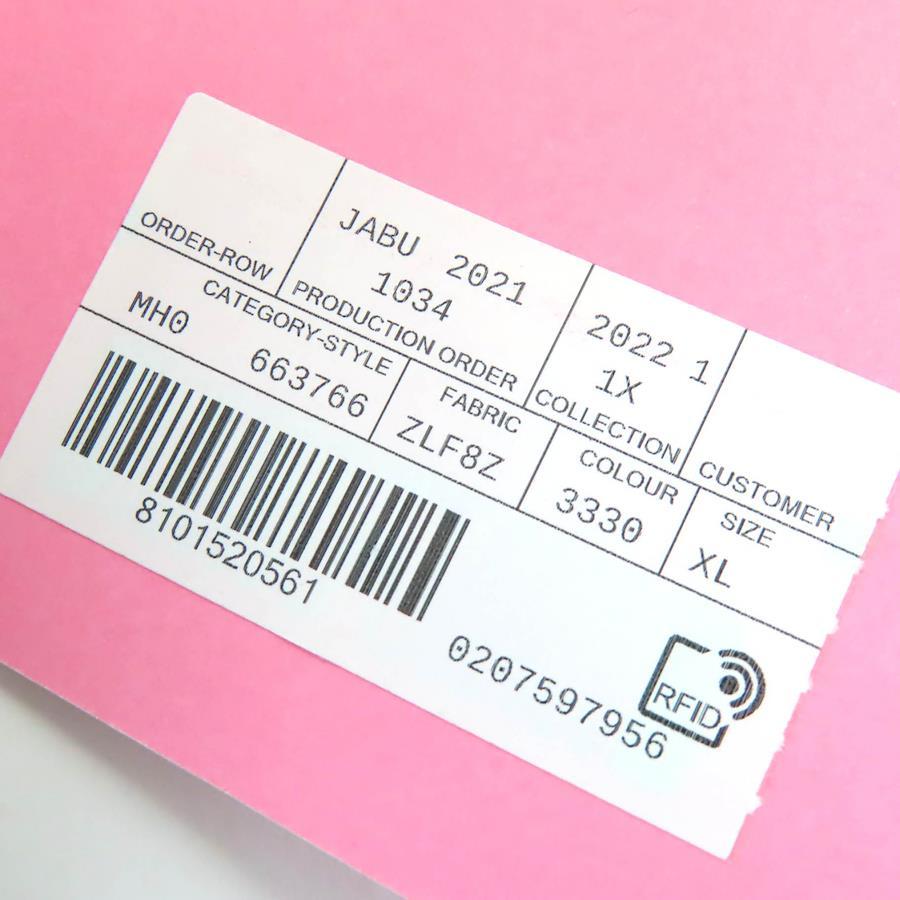 JABU 2021
1034
2022 1
1X
ORDER-ROW
PRODUCTION ORDER
COLLECTION
CUSTOMER
CATEGORY-STYLE
FABRIC
COLOUR
SIZE
MH0 663766
ZLF8Z
3330
XL
8101520561
0207597956
RFID